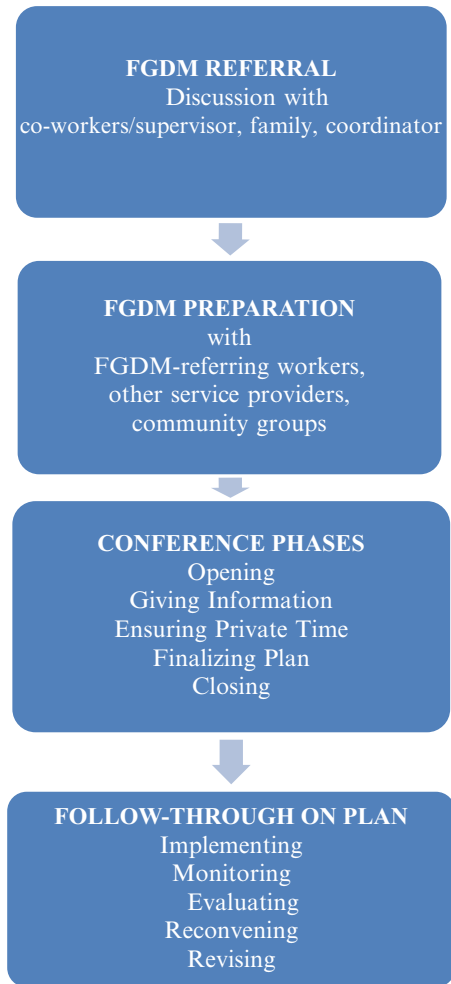 FGDM REFERRAL
Discussion with
co-workers/supervisor, family, coordinator
FGDM PREPARATION
with
FGDM-referring workers,
other service providers,
community groups
CONFERENCE PHASES
Opening
Giving Information
Ensuring Private Time
Finalizing Plan
Closing
FOLLOW-THROUGH ON PLAN
Implementing
Monitoring
Evaluating
Reconvening
Revising